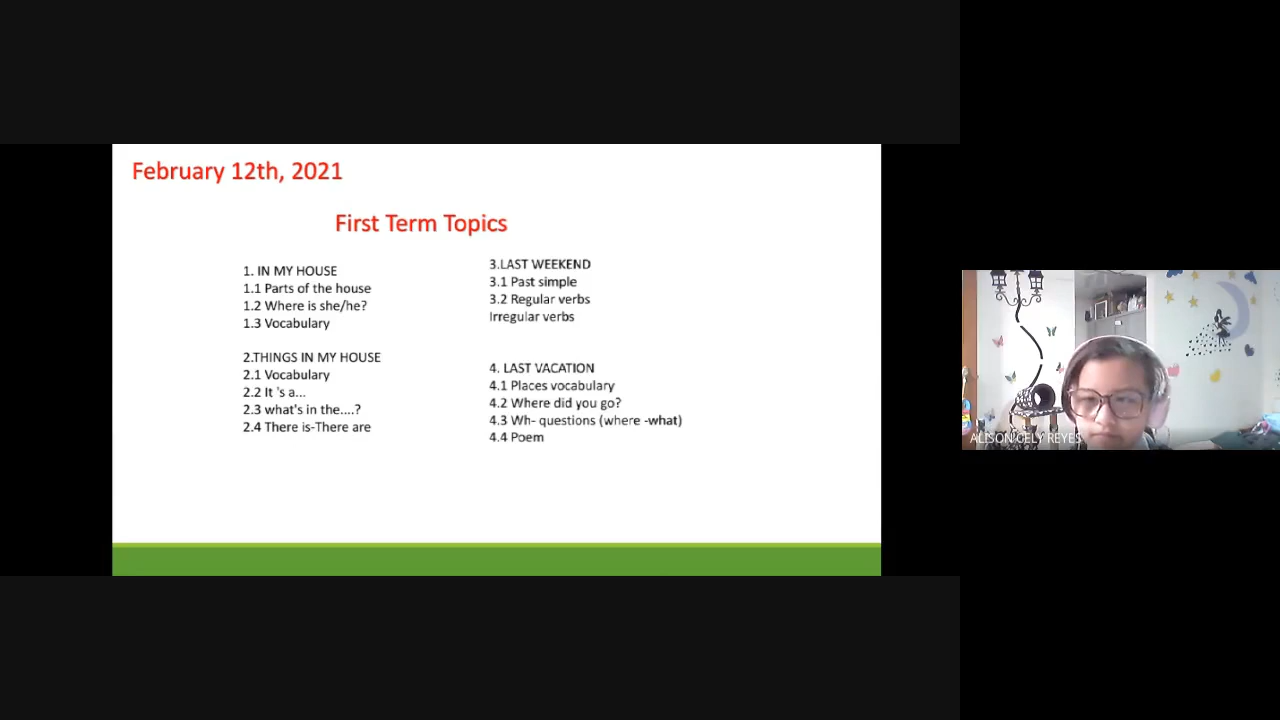 February 12th, 2021
First Term Topics
1. IN MY HOUSE
1.1 Parts of the house
1.2 Where is she/he?
1.3 Vocabulary
2.THINGS IN MY HOUSE
2.1 Vocabulary
2.2 It 's a...
2.3 what's in the....?
2.4 There is-There are
3.LAST WEEKEND
3.1 Past simple
3.2 Regular verbs
Irregular verbs
4. LAST VACATION
4.1 Places vocabulary
4.2 Where did you go?
4.3 Wh- questions (where -what)
4.4 Poem
ALISON CELY REYES